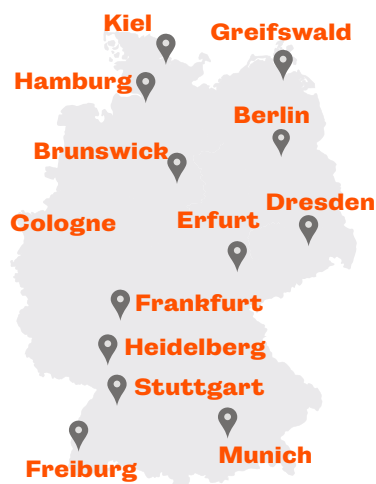 Kiel
Greifswald
Hamburg
Berlin
Brunswick
Dresden
Cologne
Erfurt
Frankfurt
Heidelberg
Stuttgart
Munich
Freiburg